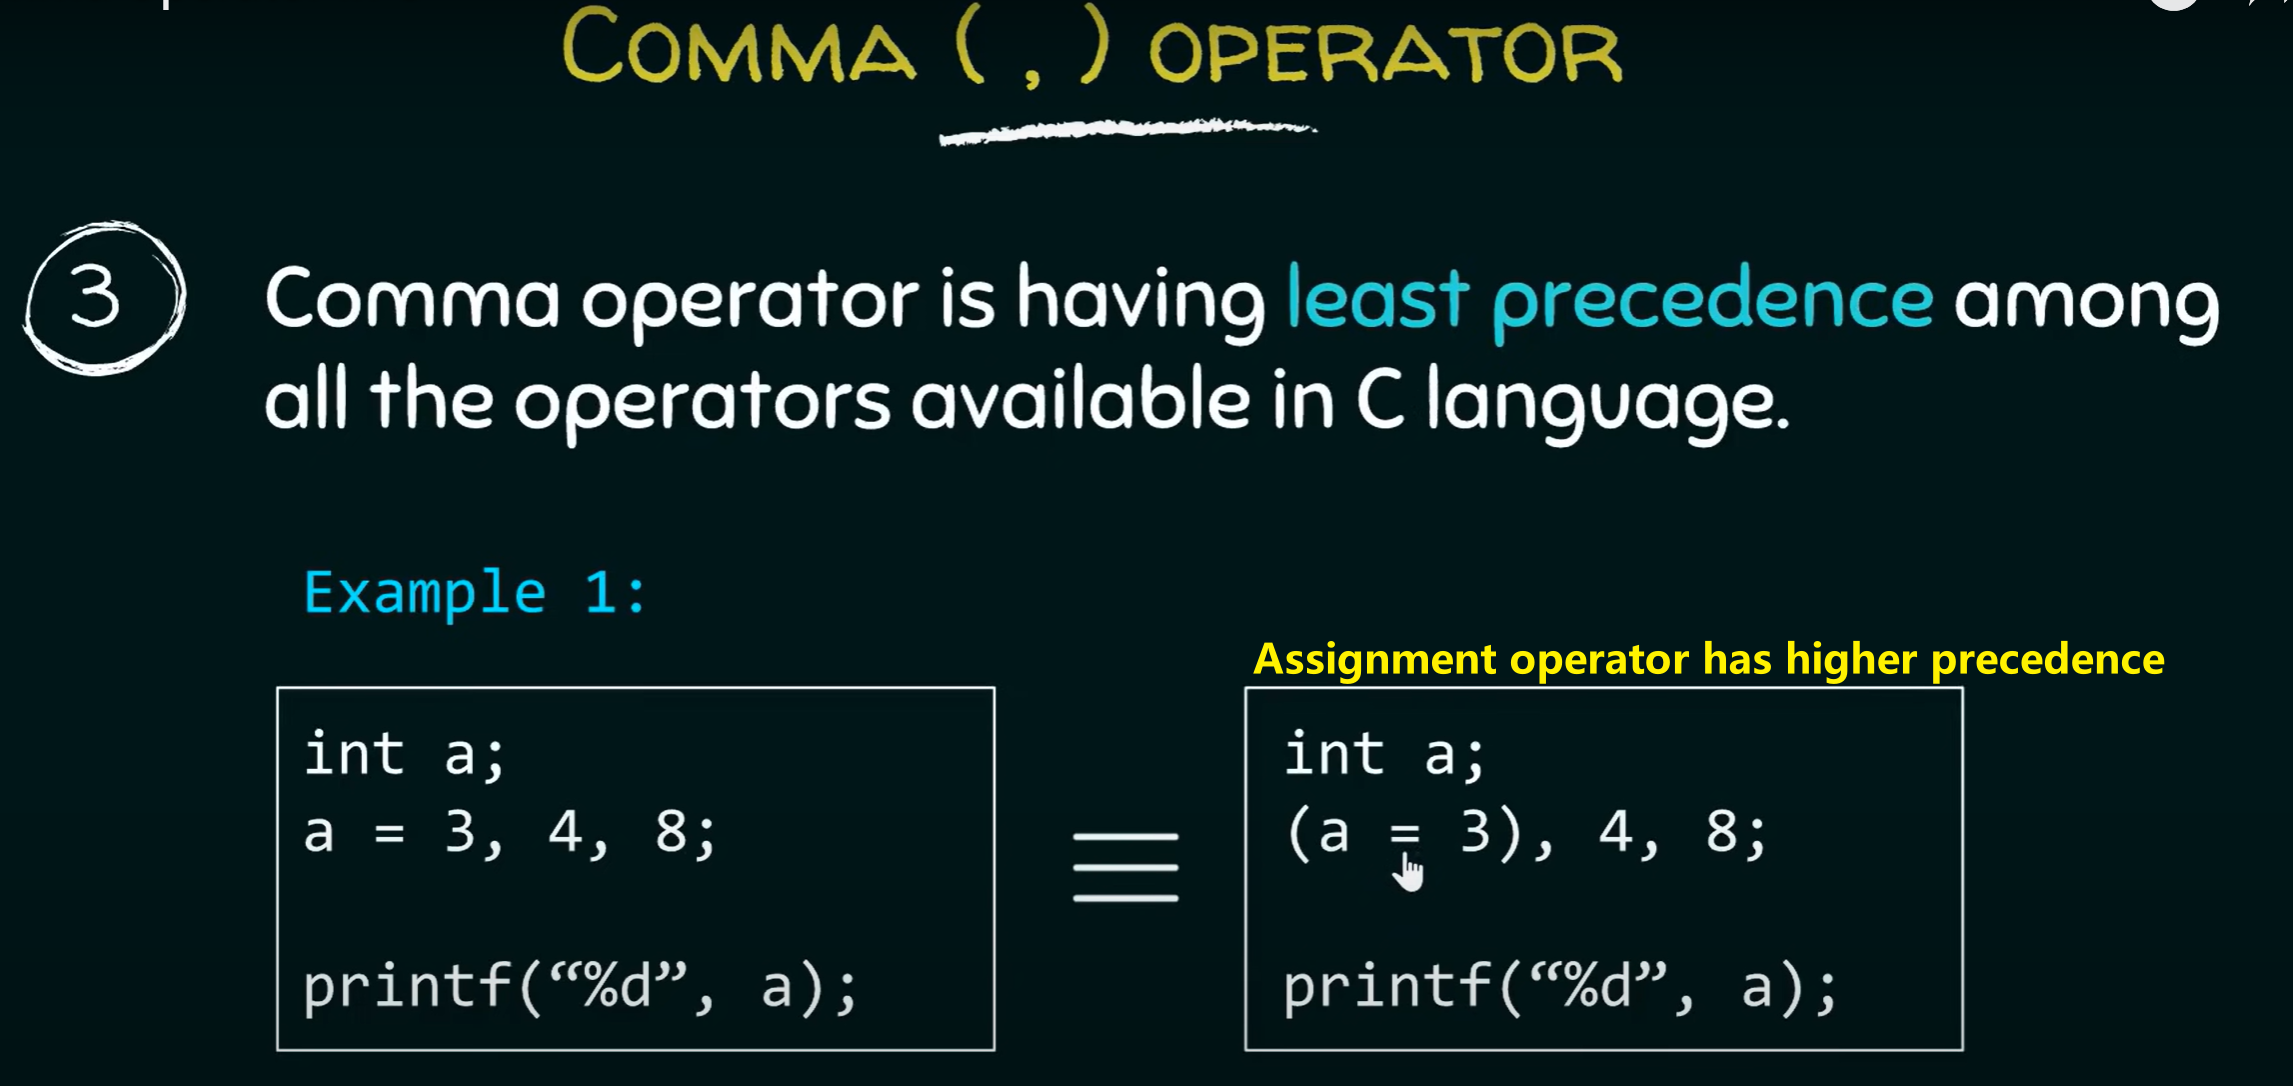 COMMA ( , ) OPERATOR
3
Comma operator is having least precedence among
all the operators available in C language.
Example 1:
Assignment operator has higher precedence
int a;
a = 3, 4, 8;
printf(“%d”, a);
int a;
(a = 3), 4, 8;
printf(“%d”, a);